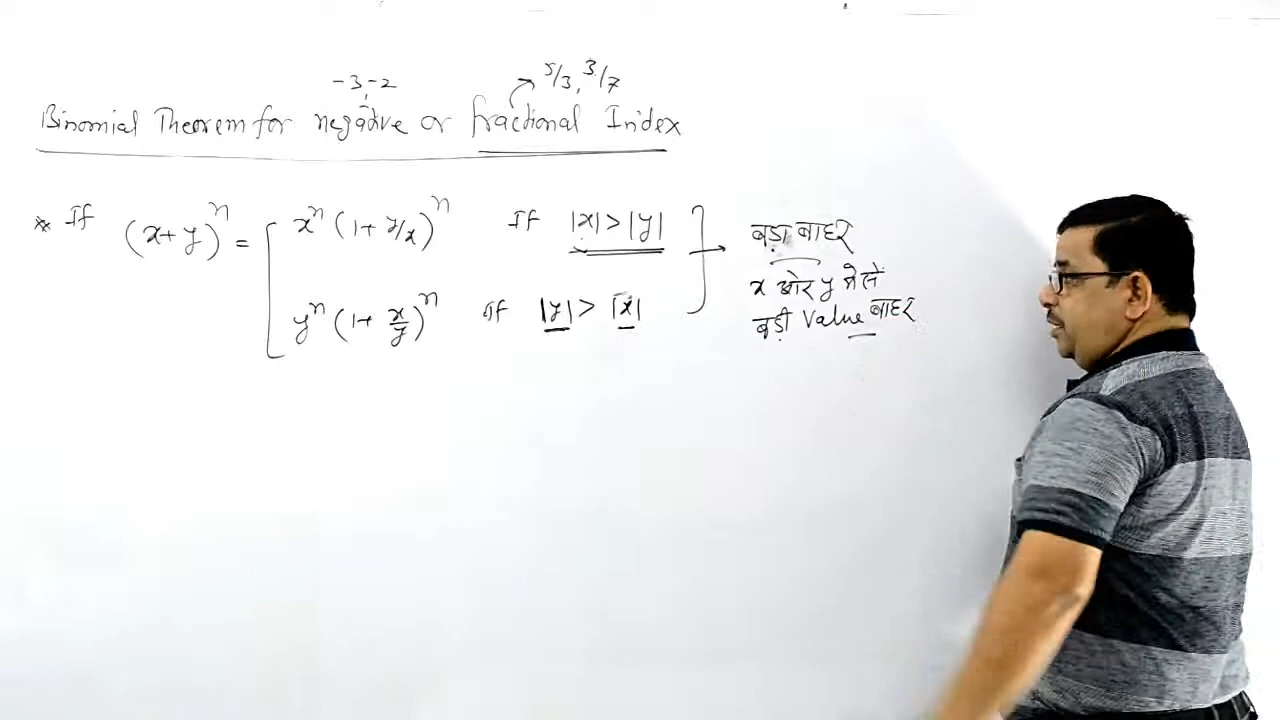 -3,-2
5/3, 3/7
Binomial Theorem for negative or fractional Index
* If (x+y)^n = [ x^n (1+ y/x)^n If |x| > |y|
y^n (1+ x/y)^n If |y| > |x|
बड़ा बाहर
x और y मे से
बड़ी Value बाहर